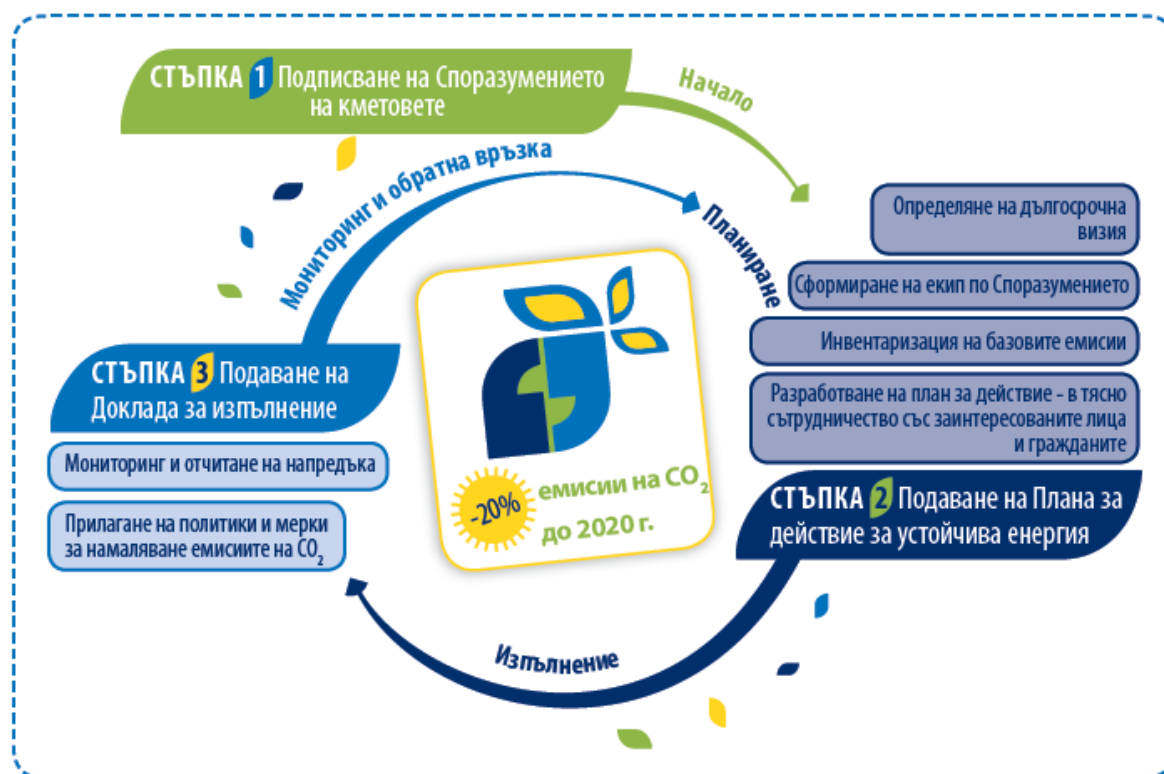 СТЪПКА 1 Подписване на Споразумението
на кметовете
Начало
Мониторинг и обратна връзка
Планиране
Определяне на дългосрочна
визия
Сформиране на екип по Споразумението
Инвентаризация на базовите емисии
Разработване на план за действие - в тясно
сътрудничество със заинтересованите лица
и гражданите
СТЪПКА 2 Подаване на Плана за
действие за устойчива енергия
Изпълнение
СТЪПКА 3 Подаване на
Доклада за изпълнение
Мониторинг и отчитане на напредъка
Прилагане на политики и мерки
за намаляване емисиите на CO₂
-20% емисии на CO₂
до 2020 г.